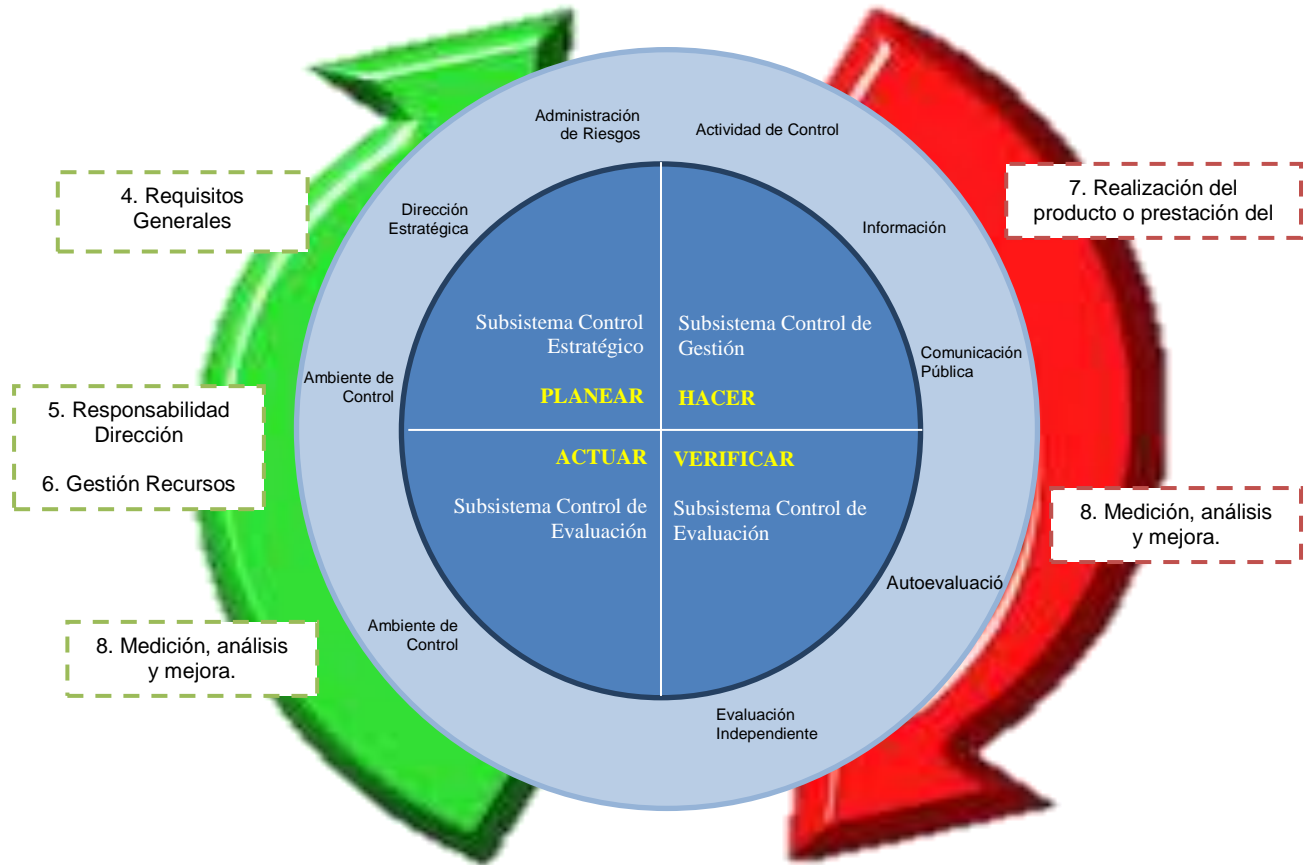 Administración
de Riesgos
Actividad de Control
4. Requisitos
Generales
7. Realización del
producto o prestación del
Dirección
Estratégica
Información
Subsistema Control
Estratégico
Subsistema Control de
Gestión
Comunicación
Pública
Ambiente de
Control
PLANEAR
HACER
5. Responsabilidad
Dirección
6. Gestión Recursos
ACTUAR
VERIFICAR
Subsistema Control de
Evaluación
Subsistema Control de
Evaluación
8. Medición, análisis
y mejora.
Autoevaluació
Ambiente de
Control
8. Medición, análisis
y mejora.
Evaluación
Independiente